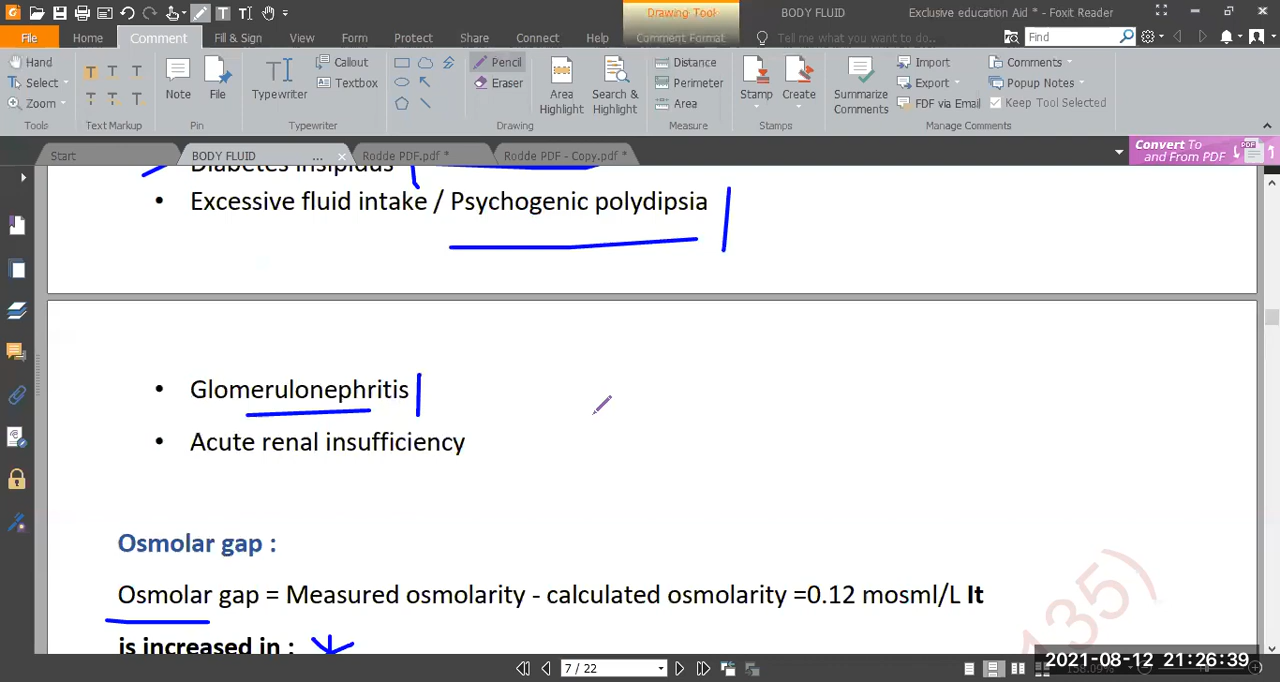 BODY FLUID
Exclusive education Aid * - Foxit Reader
Drawing Tool
File
Home
Comment
Fill & Sign
View
Form
Protect
Share
Connect
Help
Comment Format
Tell me what you want to do..
Find
Hand
Select
Zoom
Tools
Text Markup
Note
File
Pin
Typewriter
Callout
Textbox
Typewriter
Pencil
Eraser
Drawing
Area Highlight
Search & Highlight
Distance
Perimeter
Area
Measure
Stamp
Create
Stamps
Summarize Comments
Import
Export
FDF via Email
Comments
Popup Notes
Keep Tool Selected
Manage Comments
Start
BODY FLUID ...
Rodde PDF.pdf *
Rodde PDF - Copy.pdf *
Convert To
and From PDF
PDF
Diabetes insipidus
• Excessive fluid intake / Psychogenic polydipsia
• Glomerulonephritis
• Acute renal insufficiency
Osmolar gap :
Osmolar gap = Measured osmolarity - calculated osmolarity =0.12 mosml/L It
is increased in :
135)
7 / 22
2021-08-12 21:26:39